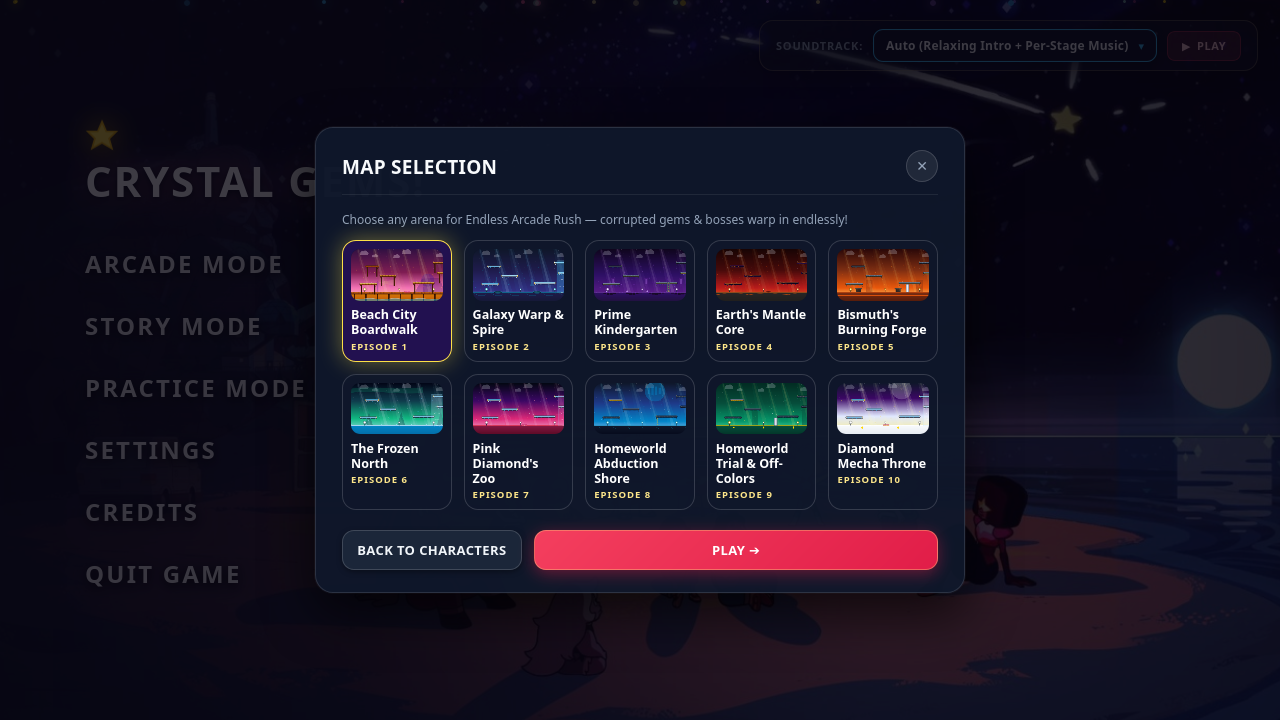 SOUNDTRACK:
Auto (Relaxing Intro + Per-Stage Music) ▾
▶ PLAY
CRYSTAL GEMS:
ARCADE MODE
STORY MODE
PRACTICE MODE
SETTINGS
CREDITS
QUIT GAME
MAP SELECTION
✕
Choose any arena for Endless Arcade Rush — corrupted gems & bosses warp in endlessly!
Beach City
Boardwalk
EPISODE 1
Galaxy Warp &
Spire
EPISODE 2
Prime
Kindergarten
EPISODE 3
Earth's Mantle
Core
EPISODE 4
Bismuth's
Burning Forge
EPISODE 5
The Frozen
North
EPISODE 6
Pink
Diamond's
Zoo
EPISODE 7
Homeworld
Abduction
Shore
EPISODE 8
Homeworld
Trial & Off-
Colors
EPISODE 9
Diamond
Mecha Throne
EPISODE 10
BACK TO CHARACTERS
PLAY ➔